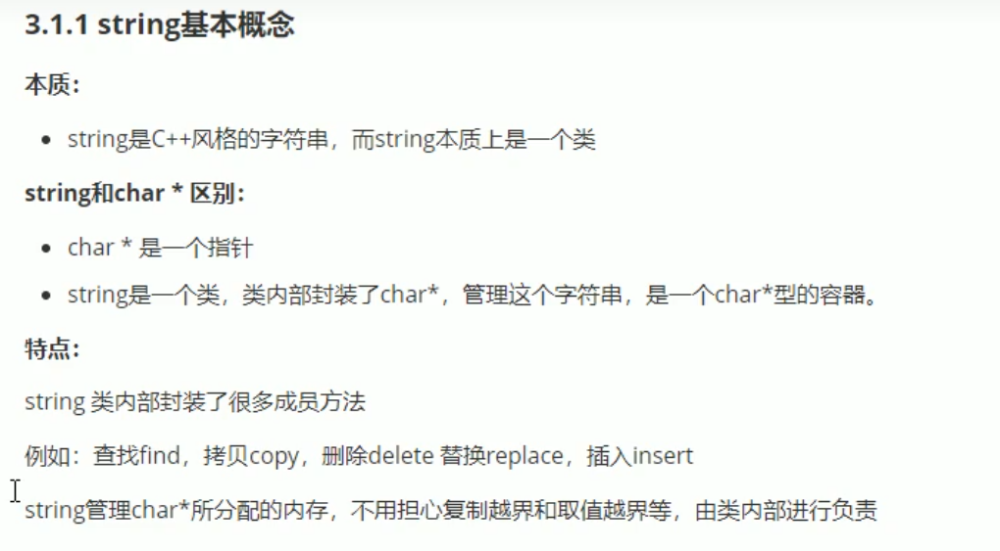 3.1.1 string基本概念
本质：
• string是C++风格的字符串，而string本质上是一个类
string和char * 区别：
• char * 是一个指针
• string是一个类，类内部封装了char*，管理这个字符串，是一个char*型的容器。
特点：
string 类内部封装了很多成员方法
例如：查找find，拷贝copy，删除delete 替换replace，插入insert
string管理char*所分配的内存，不用担心复制越界和取值越界等，由类内部进行负责